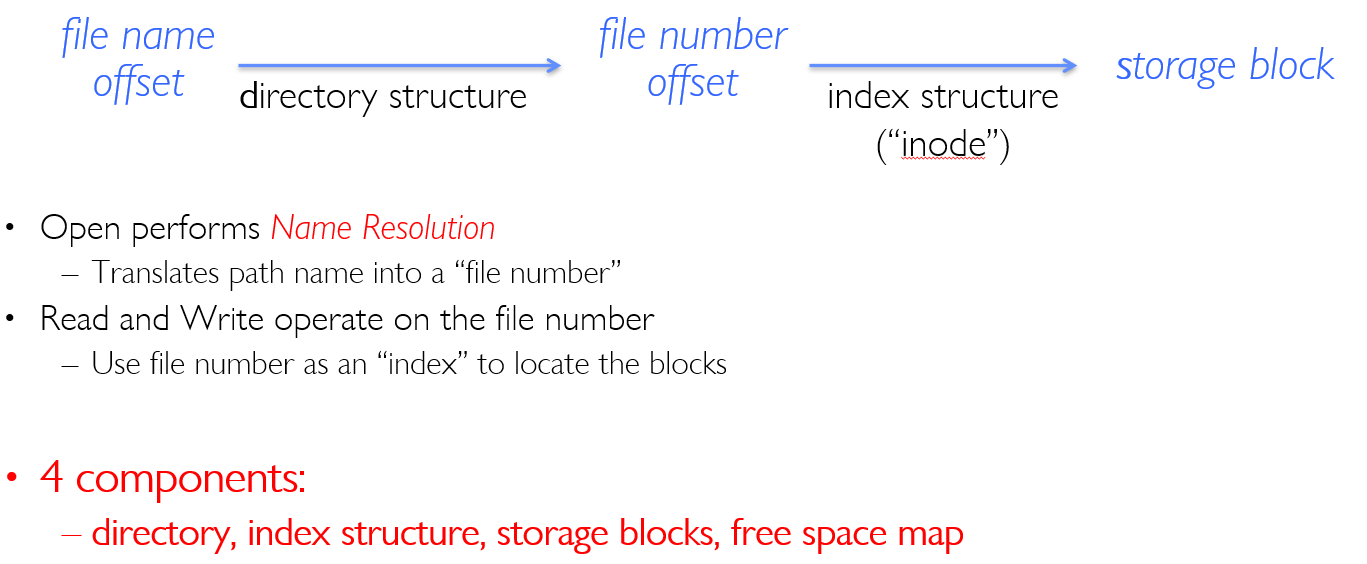 file name
offset
directory structure
file number
offset
index structure
(“inode”)
storage block
• Open performs Name Resolution
– Translates path name into a “file number”
• Read and Write operate on the file number
– Use file number as an “index” to locate the blocks
• 4 components:
– directory, index structure, storage blocks, free space map